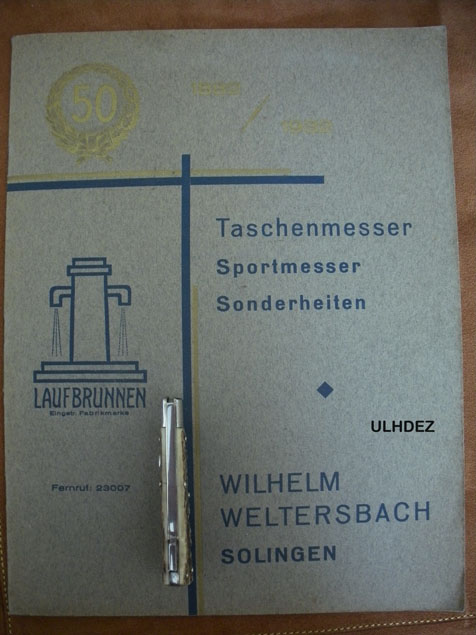 50
Taschenmesser
Sportmesser
Sonderheiten
LAUFBRUNNEN
Eingetr. Fabrikmarke
ULHDEZ
Fernruf: 23007
WILHELM
WELTERSBACH
SOLINGEN